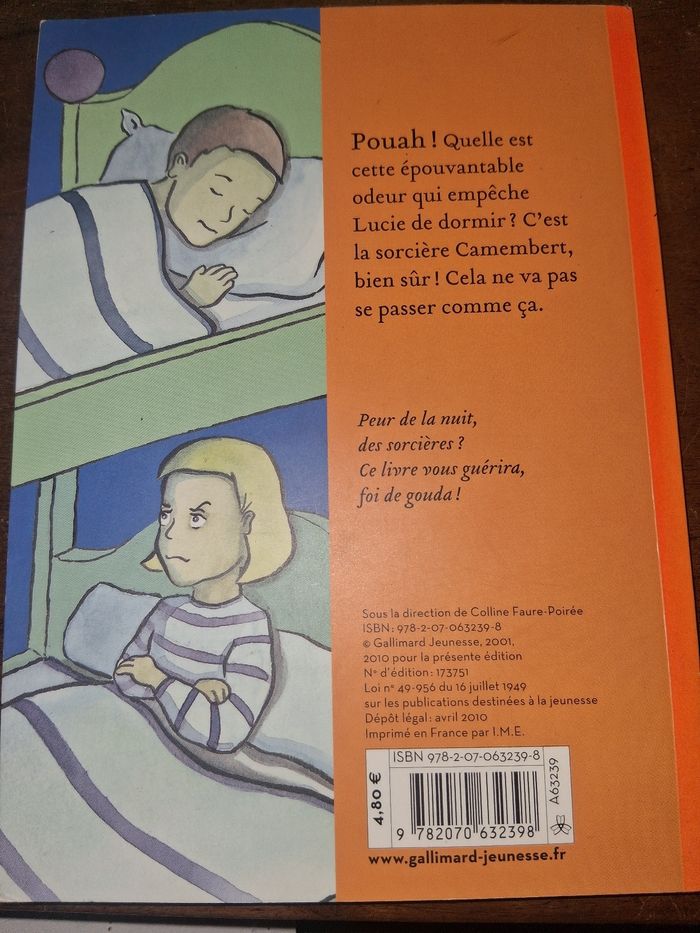 Pouah ! Quelle est
cette épouvantable
odeur qui empêche
Lucie de dormir ? C'est
la sorcière Camembert,
bien sûr ! Cela ne va pas
se passer comme ça.
Peur de la nuit,
des sorcières ?
Ce livre vous guérira,
foi de gouda !
Sous la direction de Colline Faure-Poirée
ISBN : 978-2-07-063239-8
© Gallimard Jeunesse, 2001,
2010 pour la présente édition
N° d'édition : 173751
Loi n° 49-956 du 16 juillet 1949
sur les publications destinées à la jeunesse
Dépôt légal : avril 2010
Imprimé en France par I.M.E.
ISBN 978-2-07-063239-8
4,80 €
A63239
9 782070 632398
www.gallimard-jeunesse.fr